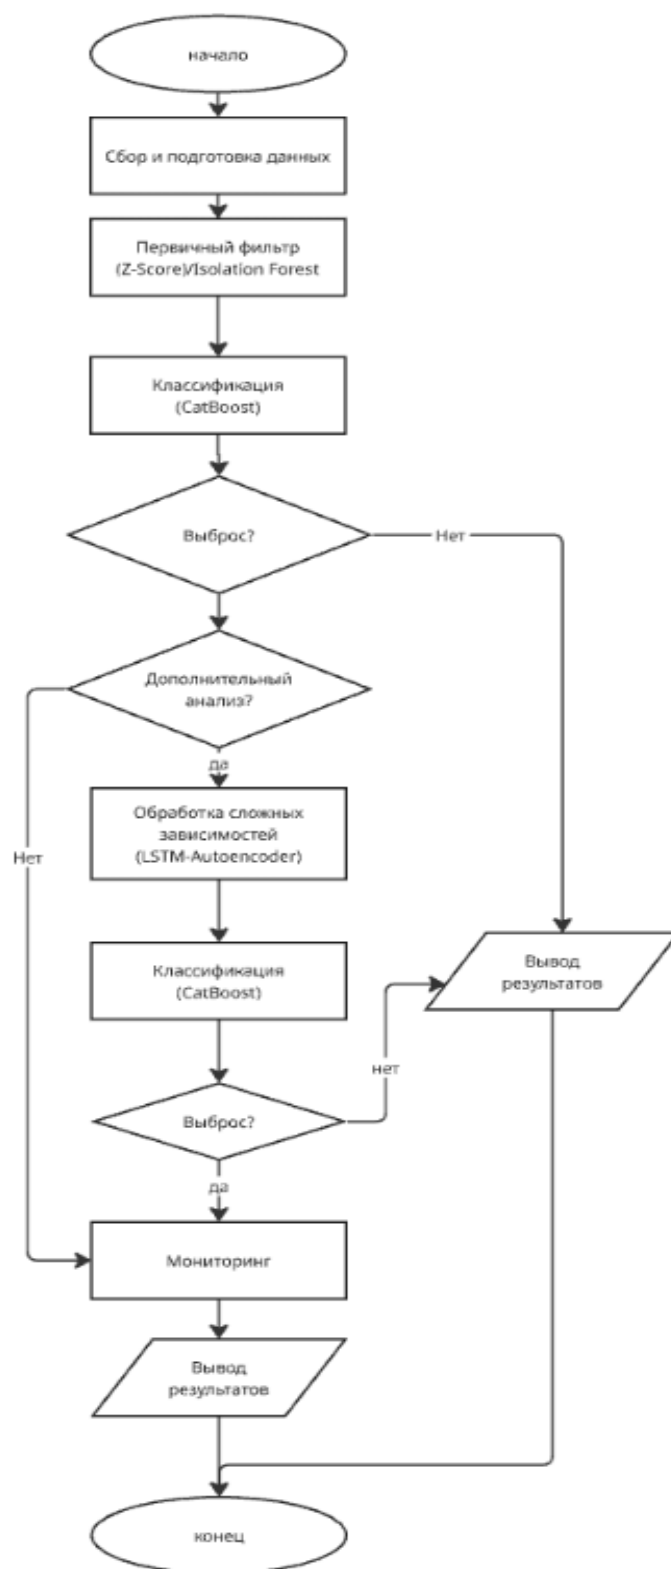 начало
Сбор и подготовка данных
Первичный фильтр
(Z-Score)/Isolation Forest
Классификация
(CatBoost)
Выброс?
Нет
Дополнительный
анализ?
да
Нет
Обработка сложных
зависимостей
(LSTM-Autoencoder)
Классификация
(CatBoost)
Вывод
результатов
нет
Выброс?
да
Мониторинг
Вывод
результатов
конец